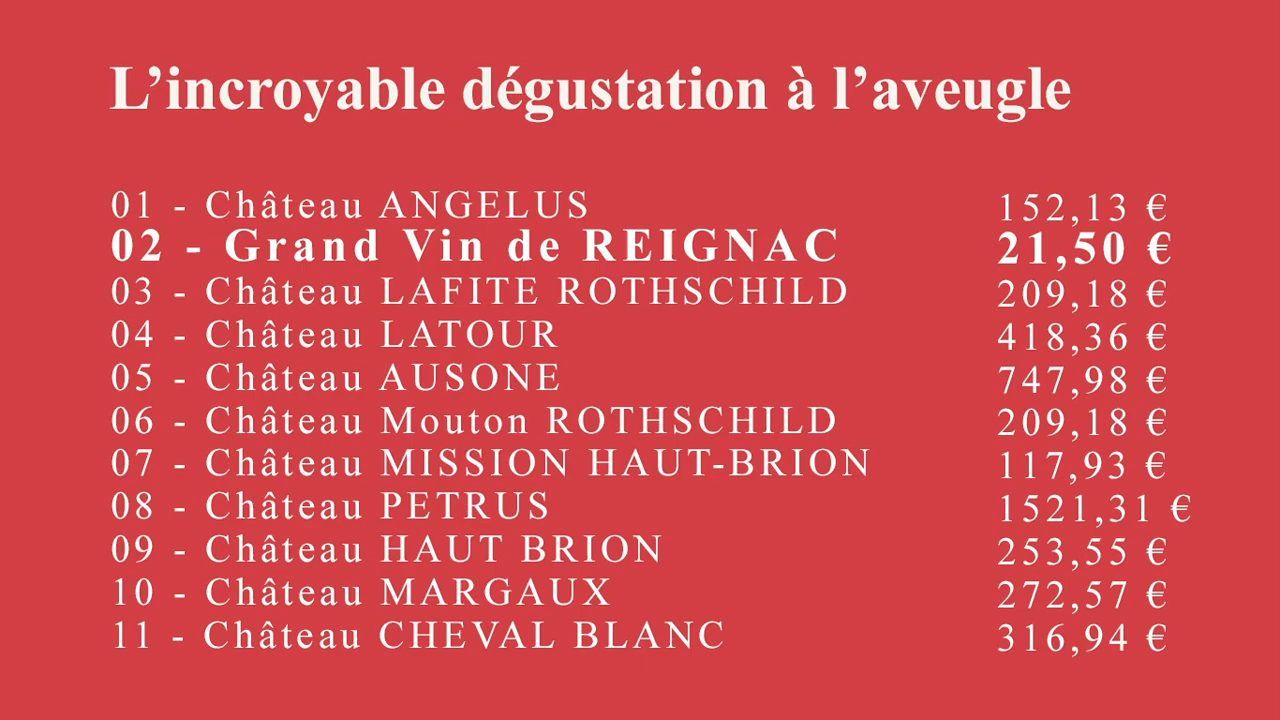 L’incroyable dégustation à l’aveugle
01 - Château ANGELUS 152,13 €
02 - Grand Vin de REIGNAC 21,50 €
03 - Château LAFITE ROTHSCHILD 209,18 €
04 - Château LATOUR 418,36 €
05 - Château AUSONE 747,98 €
06 - Château Mouton ROTHSCHILD 209,18 €
07 - Château MISSION HAUT-BRION 117,93 €
08 - Château PETRUS 1521,31 €
09 - Château HAUT BRION 253,55 €
10 - Château MARGAUX 272,57 €
11 - Château CHEVAL BLANC 316,94 €